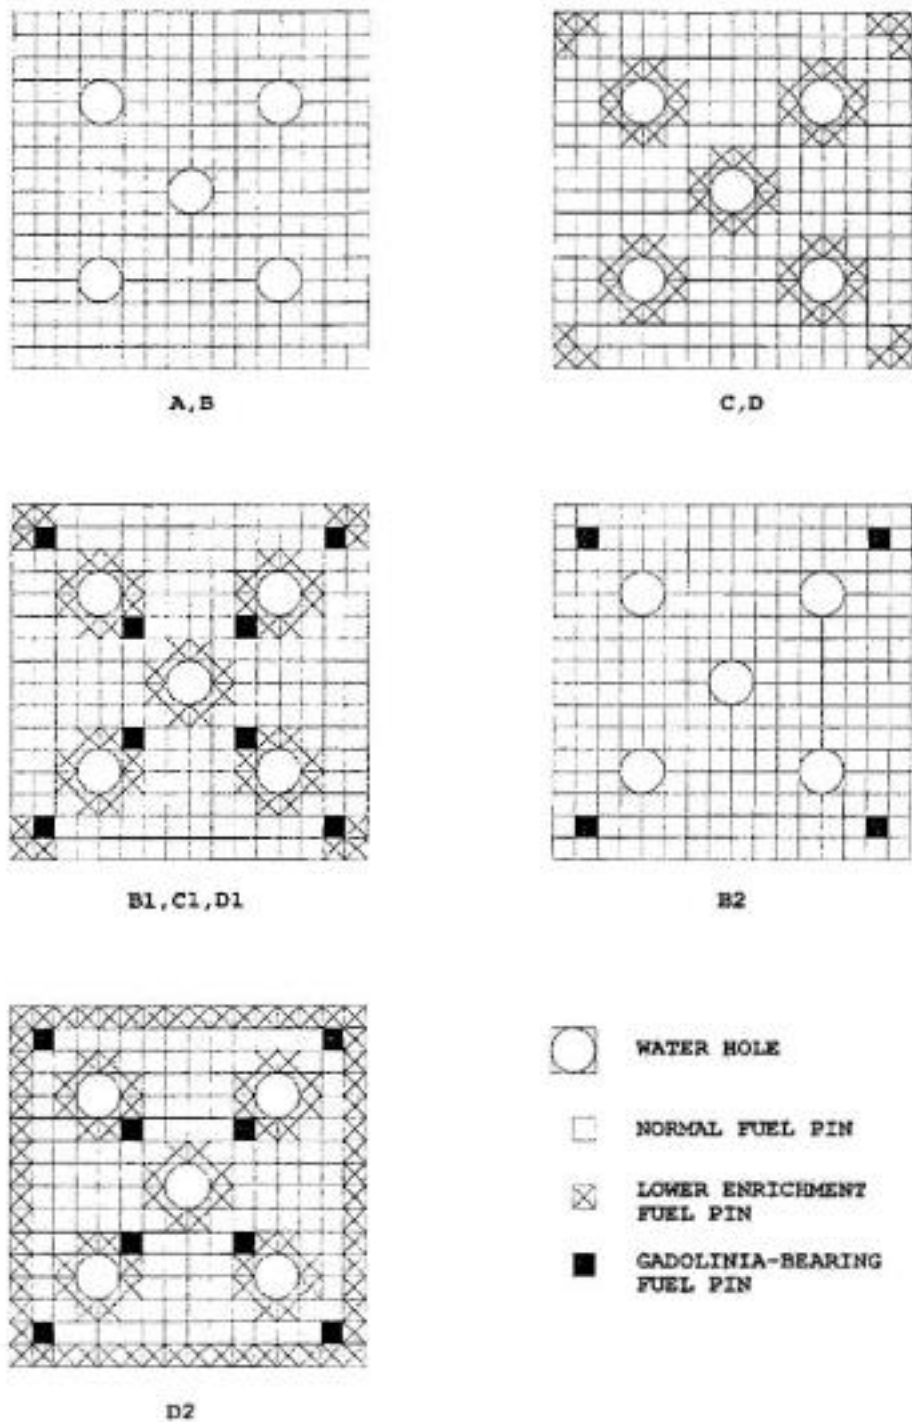 A,B
C,D
B1,C1,D1
B2
WATER HOLE
NORMAL FUEL PIN
LOWER ENRICHMENT
FUEL PIN
GADOLINIA-BEARING
FUEL PIN
D2